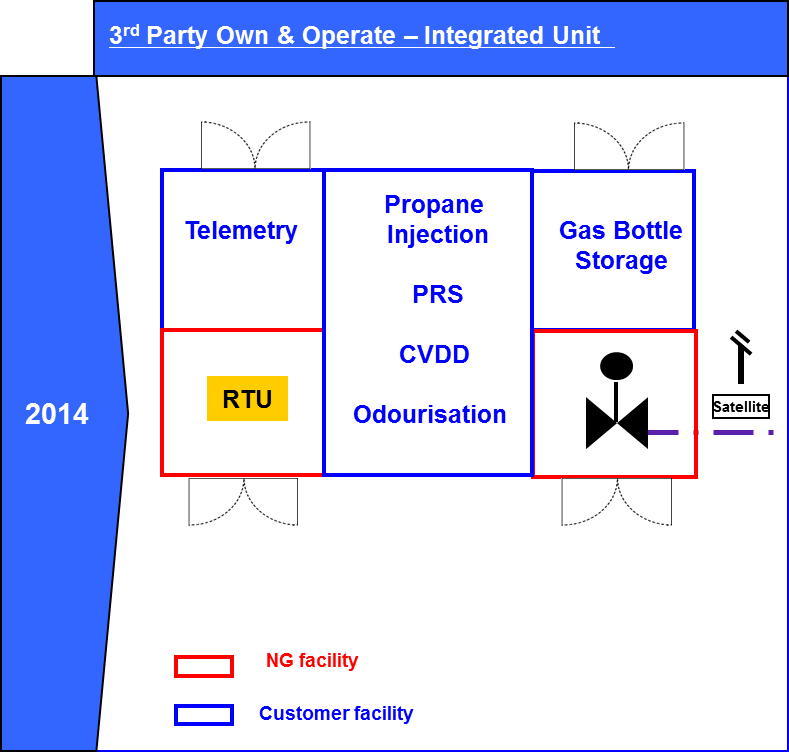 3rd Party Own & Operate – Integrated Unit
Telemetry
Propane
Injection
PRS
CVDD
Odourisation
Gas Bottle
Storage
RTU
Satellite
2014
NG facility
Customer facility